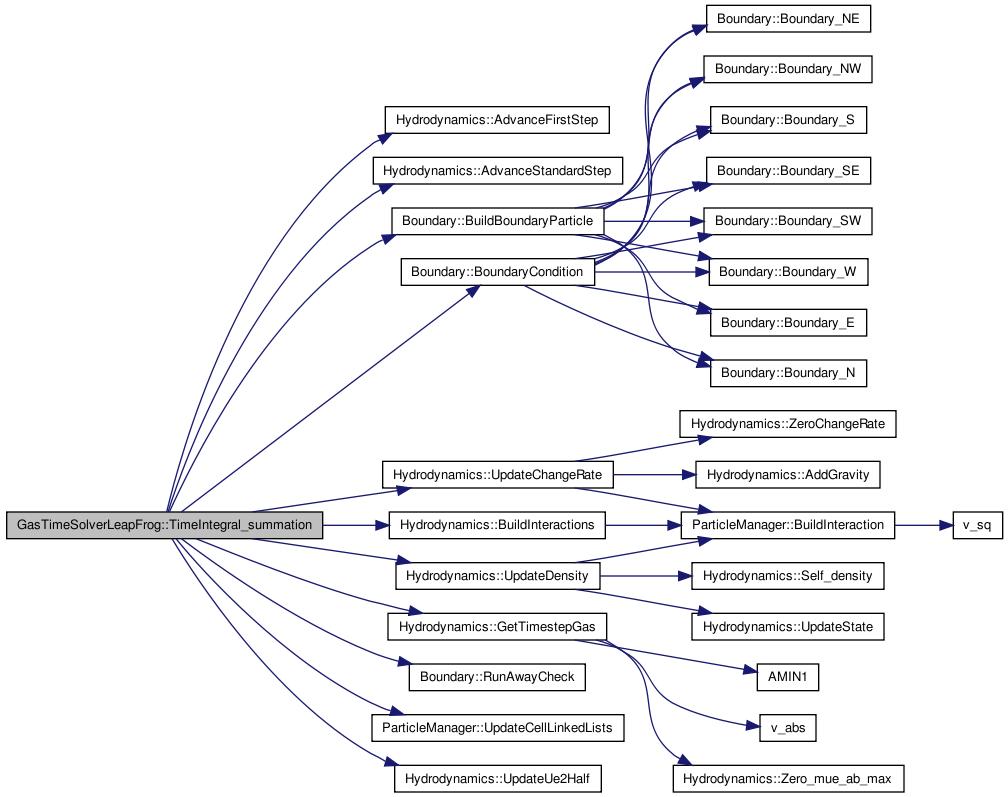 Boundary::Boundary_NE
Boundary::Boundary_NW
Hydrodynamics::AdvanceFirstStep
Boundary::Boundary_S
Hydrodynamics::AdvanceStandardStep
Boundary::Boundary_SE
Boundary::BuildBoundaryParticle
Boundary::Boundary_SW
Boundary::BoundaryCondition
Boundary::Boundary_W
Boundary::Boundary_E
Boundary::Boundary_N
Hydrodynamics::ZeroChangeRate
Hydrodynamics::UpdateChangeRate
Hydrodynamics::AddGravity
GasTimeSolverLeapFrog::TimeIntegral_summation
Hydrodynamics::BuildInteractions
ParticleManager::BuildInteraction
v_sq
Hydrodynamics::UpdateDensity
Hydrodynamics::Self_density
Hydrodynamics::GetTimestepGas
Hydrodynamics::UpdateState
Boundary::RunAwayCheck
AMIN1
ParticleManager::UpdateCellLinkedLists
v_abs
Hydrodynamics::UpdateUe2Half
Hydrodynamics::Zero_mue_ab_max